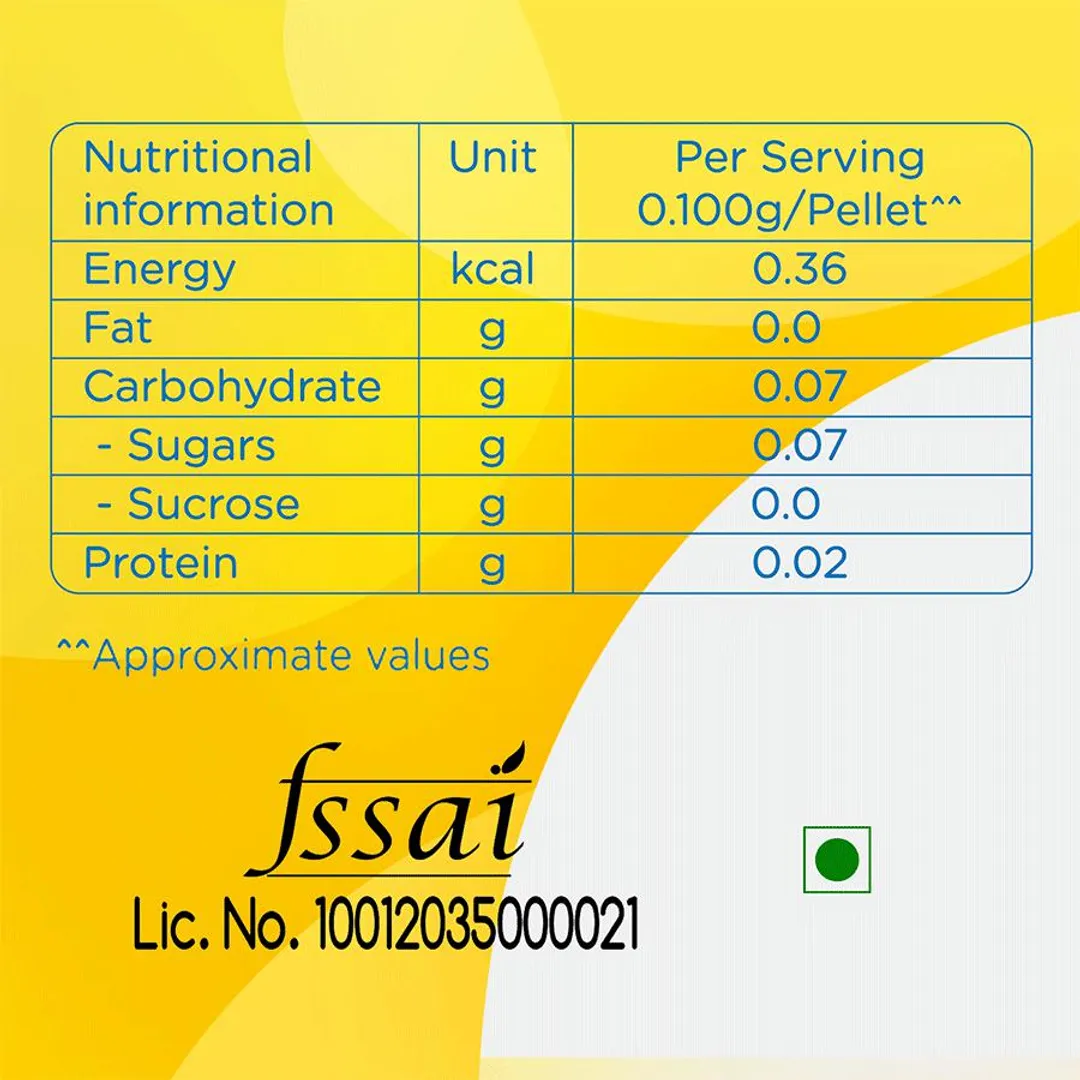 Nutritional information Unit Per Serving 0.100g/Pellet^^
Energy kcal 0.36
Fat g 0.0
Carbohydrate g 0.07
- Sugars g 0.07
- Sucrose g 0.0
Protein g 0.02
^^Approximate values
fssai
Lic. No. 10012035000021